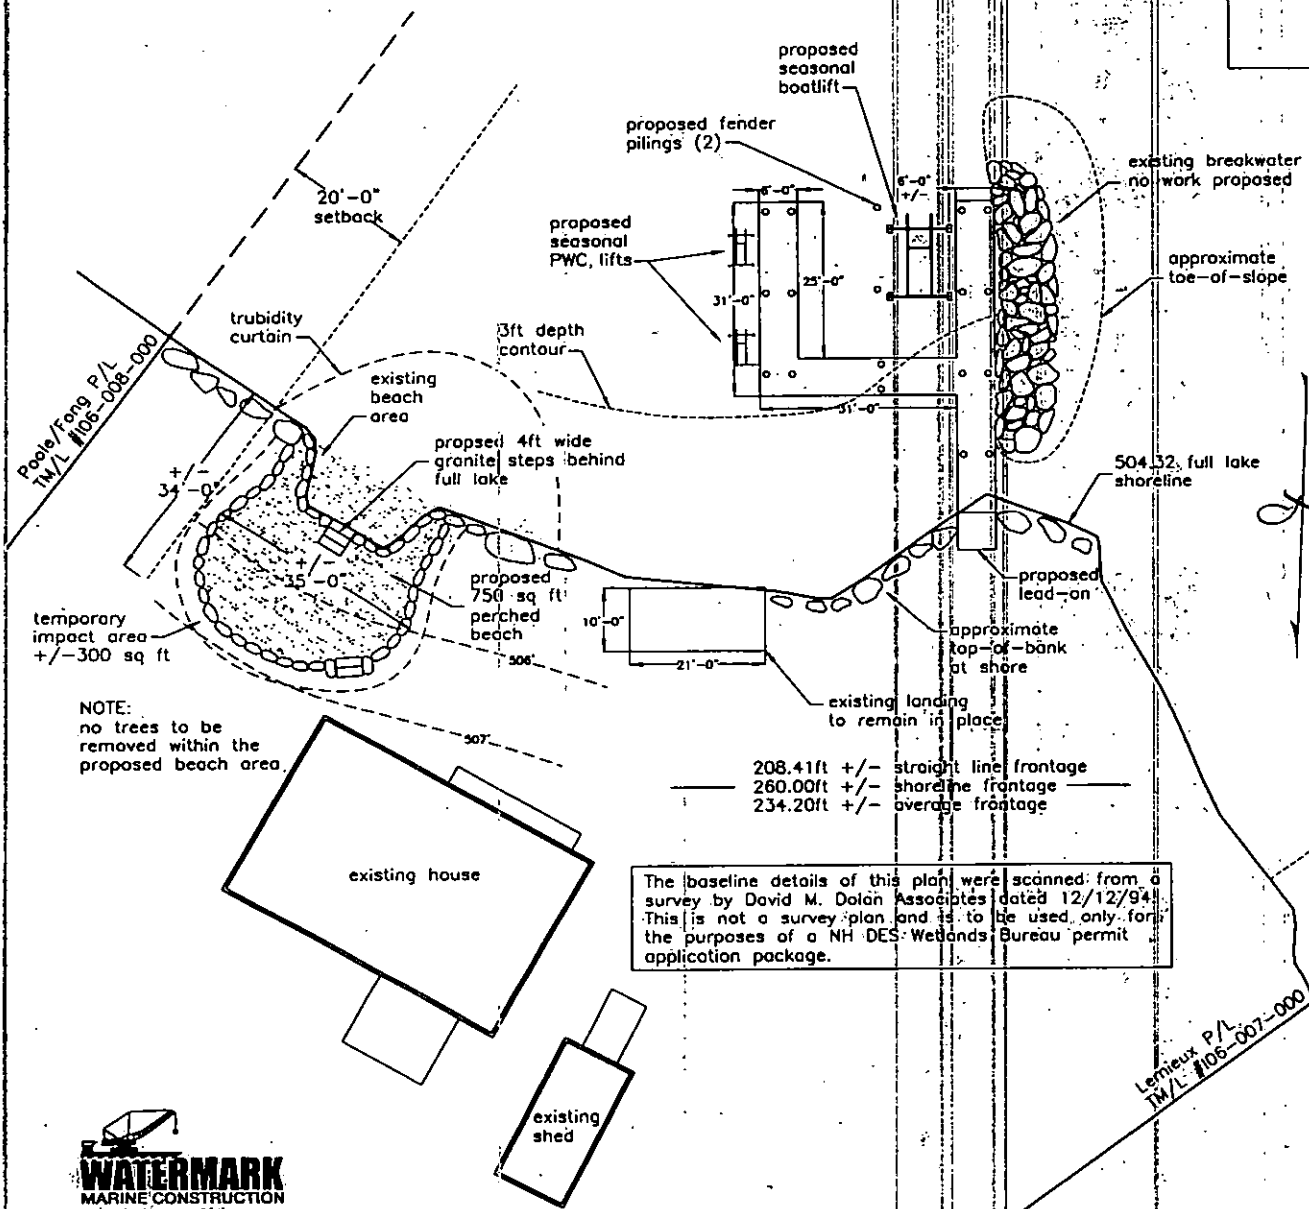 proposed
seasonal
boatlift
proposed fender
pilings (2)
6'-0"
6'-0"
+/-
existing breakwater
no work proposed
20'-0"
setback
proposed
seasonal
PWC, lifts
approximate
toe-of-slope
25'-0"
31'-0"
trubidity
curtain
3ft depth
contour
Poole/Fong P/L
TM/L #106-008-000
existing
beach
area
31'-0"
propsed 4ft wide
granite steps behind
full lake
504.32, full lake
shoreline
+ -
34 -0"
+ -
35 -0"
proposed
750 sq ft
perched
beach
proposed
lead-on
10'-0"
temporary
impact area
+/-300 sq ft
approximate
top-of-bank
at shore
506'
21'-0"
existing landing
to remain in place
NOTE:
no trees to be
removed within the
proposed beach area
507'
208.41ft +/- straight line frontage
260.00ft +/- shoreline frontage
234.20ft +/- average frontage
existing house
The baseline details of this plan were scanned from a
survey by David M. Dolan Associates dated 12/12/94.
This is not a survey plan and is to be used only for
the purposes of a NH DES Wetlands Bureau permit
application package.
Lemieux P/L
TM/L #106-007-000
existing
shed
WATERMARK
MARINE CONSTRUCTION